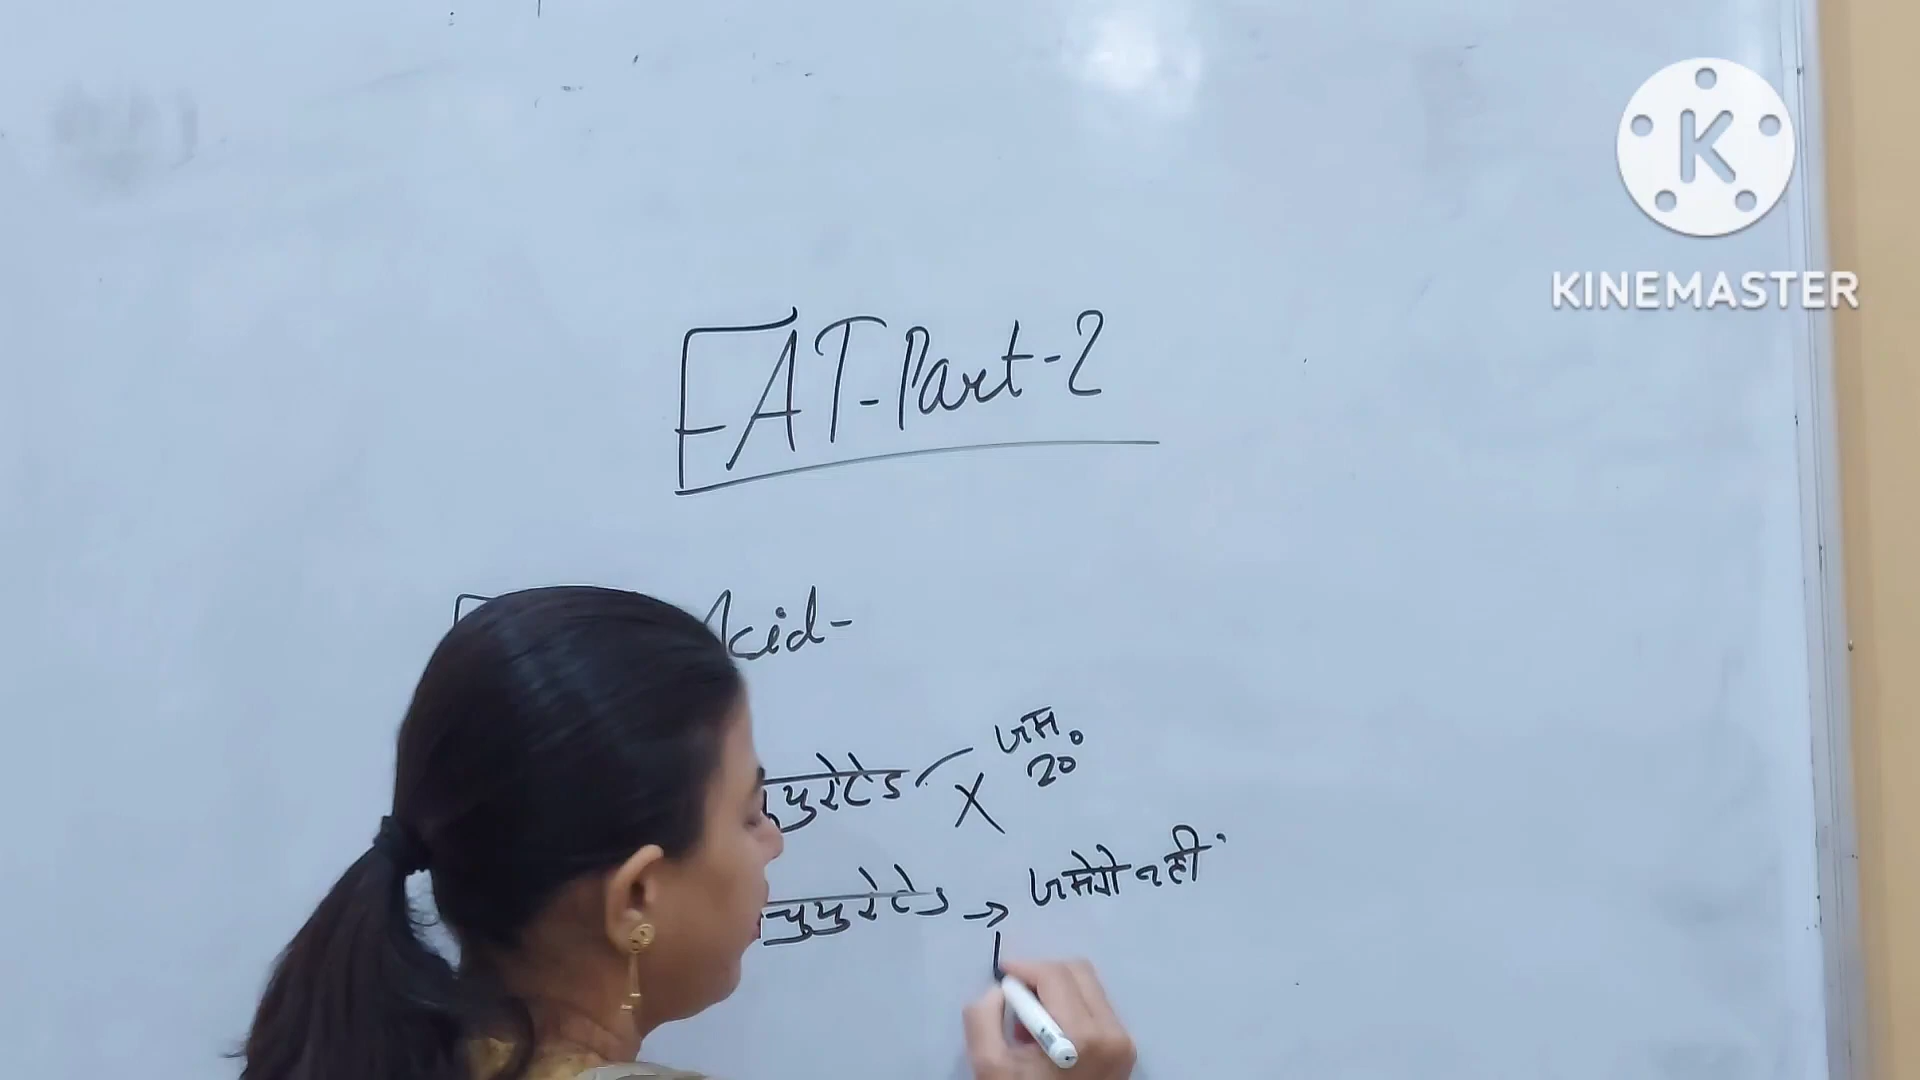 K
KINEMASTER
FAT-Part-2
Acid-
जम.
20
चुयुरेटेड X
चुयुरेटेड → जमेगे नही